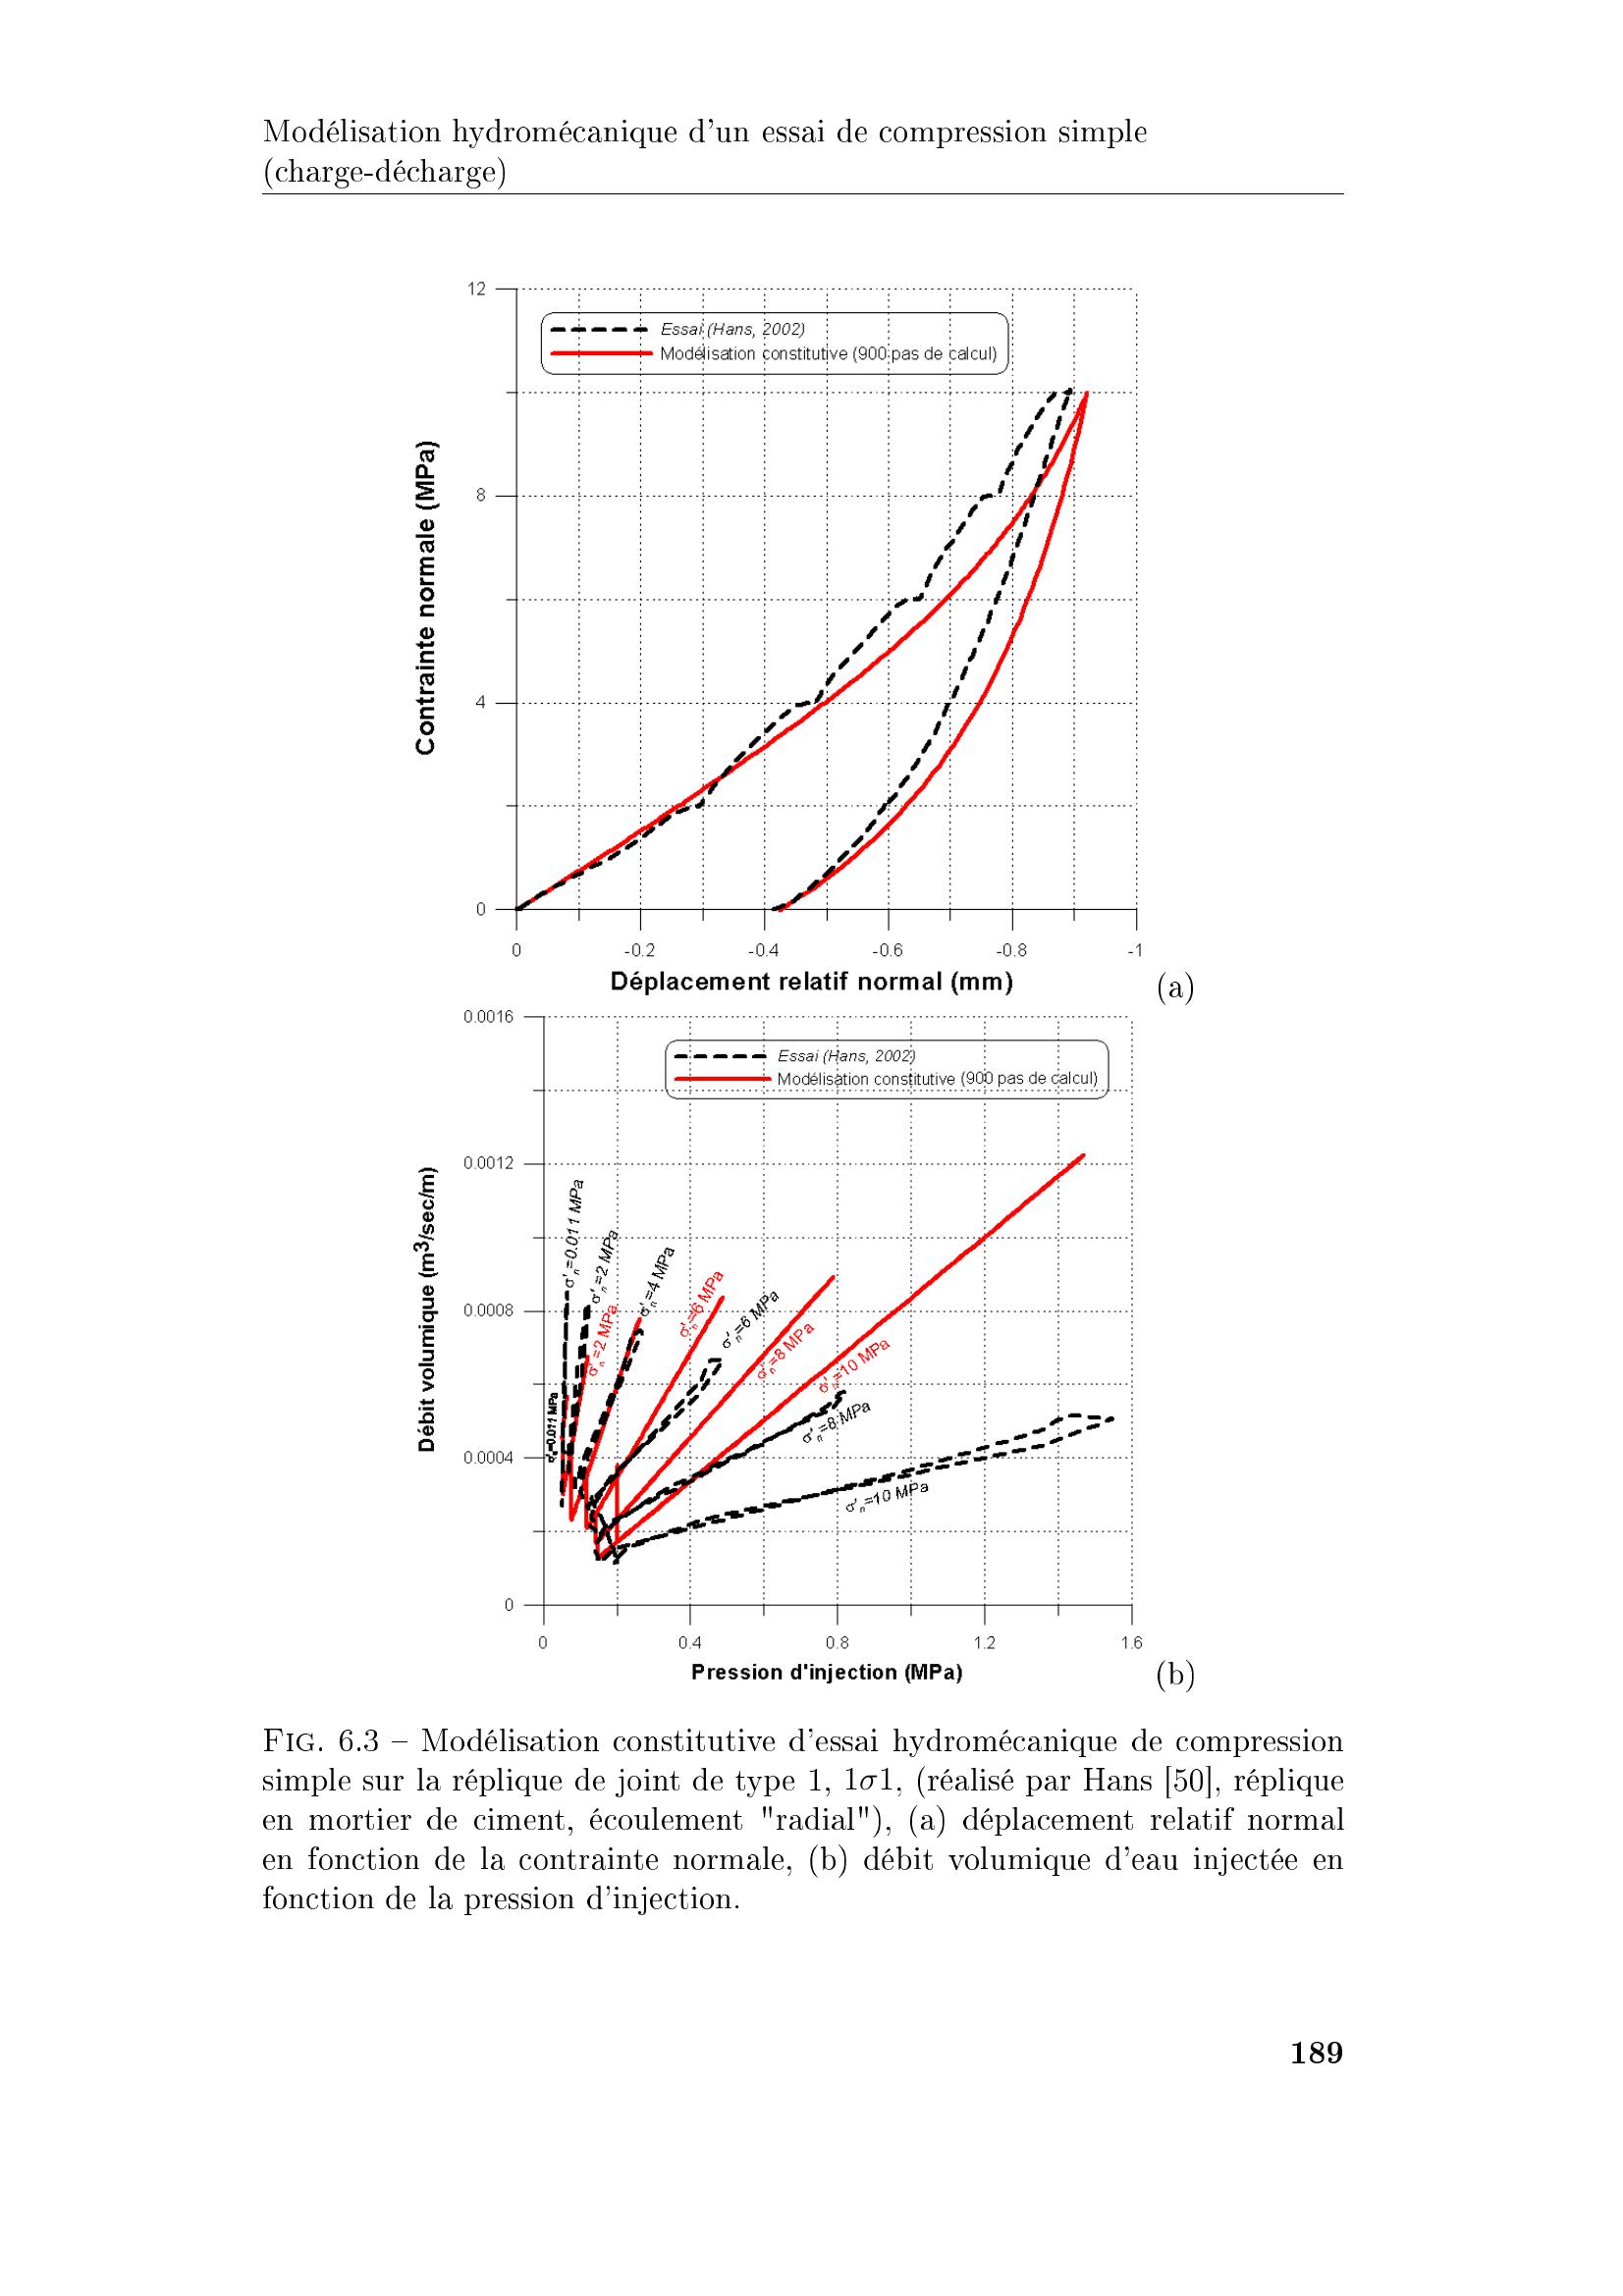 Modélisation hydromécanique d'un essai de compression simple
(charge-décharge)
12
Essai (Hans, 2002)
Modélisation constitutive (900 pas de calcul)
8
4
0
Contrainte normale (MPa)
0 -0.2 -0.4 -0.6 -0.8 -1
Déplacement relatif normal (mm)
(a)
0.0016
Essai (Hans, 2002)
Modélisation constitutive (900 pas de calcul)
0.0012
0.0008
0.0004
0
Débit volumique (m³/sec/m)
σ'n=0.011 MPa
σ'n=2 MPa
σ'n=4 MPa
σ'n=6 MPa
σ'n=6 MPa
σ'n=2 MPa
σ'n=8 MPa
σ'n=10 MPa
σ'n=0.011 MPa
σ'n=8 MPa
σ'n=10 MPa
0 0.4 0.8 1.2 1.6
Pression d'injection (MPa)
(b)
Fig. 6.3 – Modélisation constitutive d'essai hydromécanique de compression
simple sur la réplique de joint de type 1, 1σ1, (réalisé par Hans [50], réplique
en mortier de ciment, écoulement "radial"), (a) déplacement relatif normal
en fonction de la contrainte normale, (b) débit volumique d'eau injectée en
fonction de la pression d'injection.
189